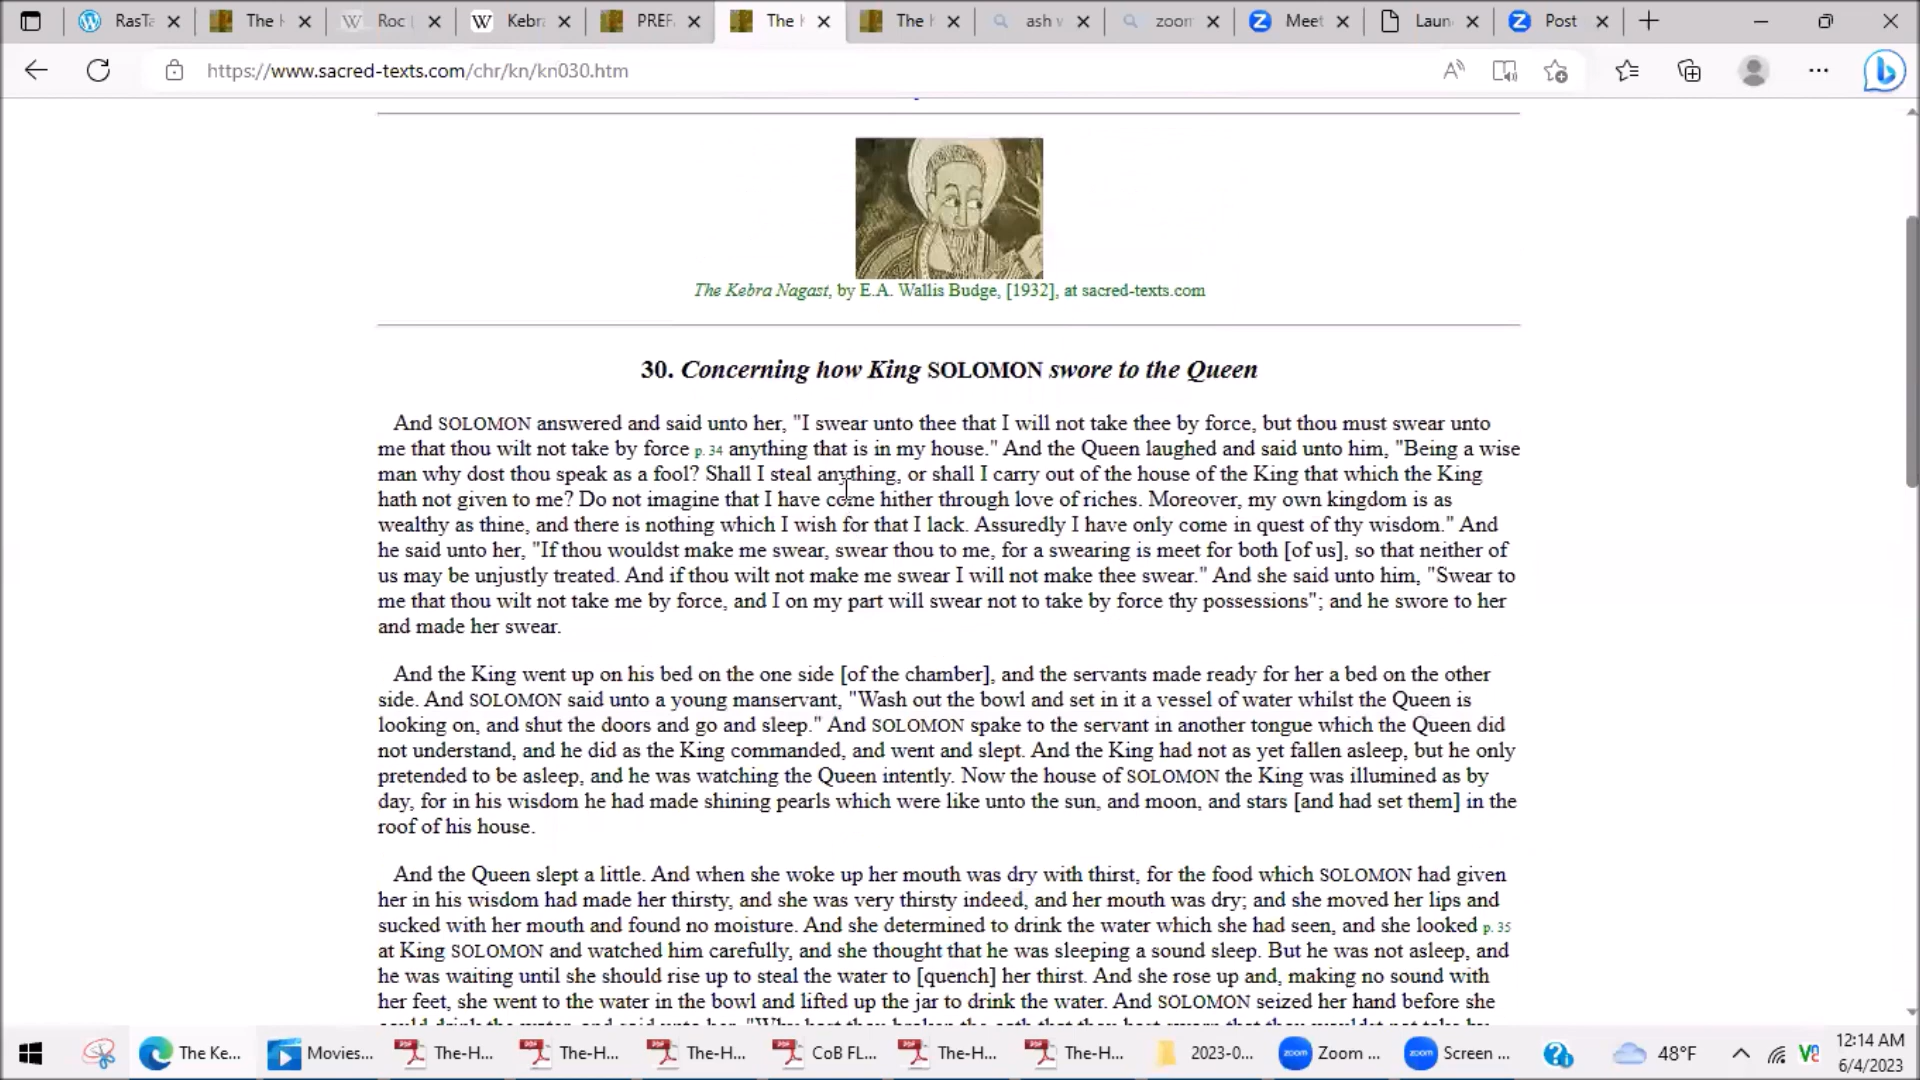 RasTa
The K
Roc (
Kebra
PREF.
The K
The K
ash w
zoom
Meet
Laun
Post
https://www.sacred-texts.com/chr/kn/kn030.htm
The Kebra Nagast, by E.A. Wallis Budge, [1932], at sacred-texts.com
30. Concerning how King SOLOMON swore to the Queen
And SOLOMON answered and said unto her, "I swear unto thee that I will not take thee by force, but thou must swear unto
me that thou wilt not take by force p. 34 anything that is in my house." And the Queen laughed and said unto him, "Being a wise
man why dost thou speak as a fool? Shall I steal anything, or shall I carry out of the house of the King that which the King
hath not given to me? Do not imagine that I have come hither through love of riches. Moreover, my own kingdom is as
wealthy as thine, and there is nothing which I wish for that I lack. Assuredly I have only come in quest of thy wisdom." And
he said unto her, "If thou wouldst make me swear, swear thou to me, for a swearing is meet for both [of us], so that neither of
us may be unjustly treated. And if thou wilt not make me swear I will not make thee swear." And she said unto him, "Swear to
me that thou wilt not take me by force, and I on my part will swear not to take by force thy possessions"; and he swore to her
and made her swear.
And the King went up on his bed on the one side [of the chamber], and the servants made ready for her a bed on the other
side. And SOLOMON said unto a young manservant, "Wash out the bowl and set in it a vessel of water whilst the Queen is
looking on, and shut the doors and go and sleep." And SOLOMON spake to the servant in another tongue which the Queen did
not understand, and he did as the King commanded, and went and slept. And the King had not as yet fallen asleep, but he only
pretended to be asleep, and he was watching the Queen intently. Now the house of SOLOMON the King was illumined as by
day, for in his wisdom he had made shining pearls which were like unto the sun, and moon, and stars [and had set them] in the
roof of his house.
And the Queen slept a little. And when she woke up her mouth was dry with thirst, for the food which SOLOMON had given
her in his wisdom had made her thirsty, and she was very thirsty indeed, and her mouth was dry; and she moved her lips and
sucked with her mouth and found no moisture. And she determined to drink the water which she had seen, and she looked p. 35
at King SOLOMON and watched him carefully, and she thought that he was sleeping a sound sleep. But he was not asleep, and
he was waiting until she should rise up to steal the water to [quench] her thirst. And she rose up and, making no sound with
her feet, she went to the water in the bowl and lifted up the jar to drink the water. And SOLOMON seized her hand before she
The Ke...
Movies...
The-H...
The-H...
The-H...
CoB FL...
The-H...
The-H...
2023-0...
Zoom ...
Screen ...
48°F
12:14 AM
6/4/2023